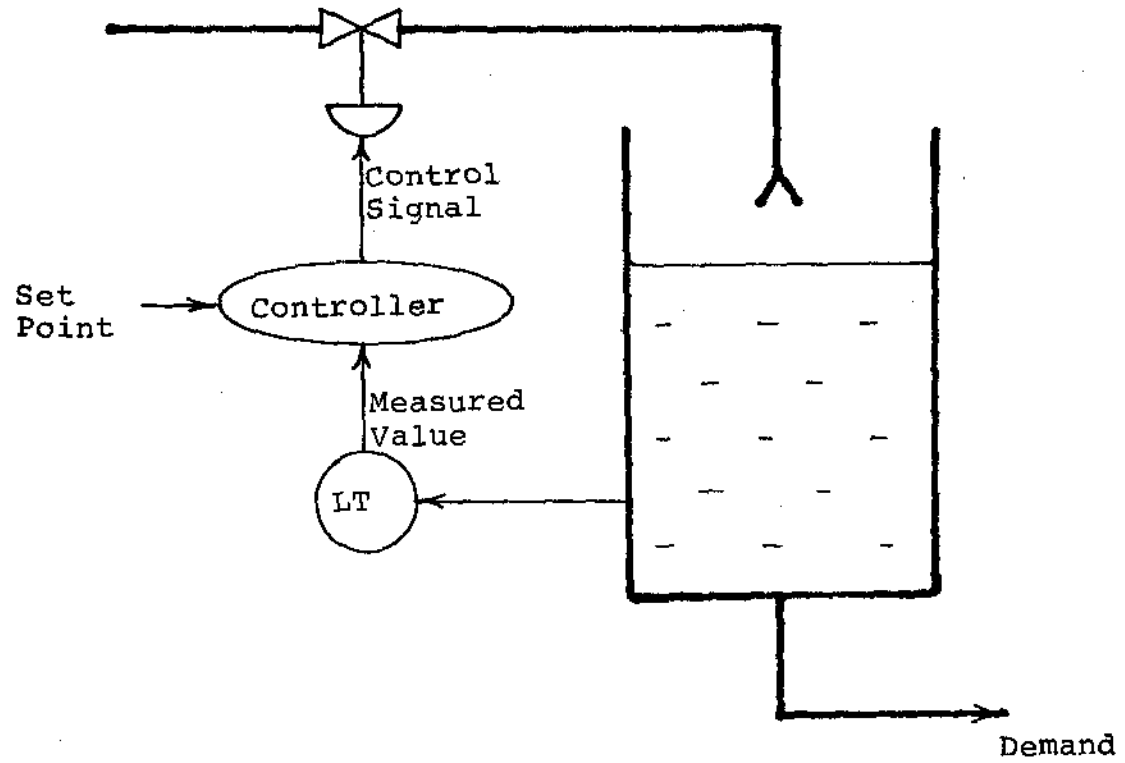 Control
Signal
Set
Point
Controller
Measured
Value
LT
Demand